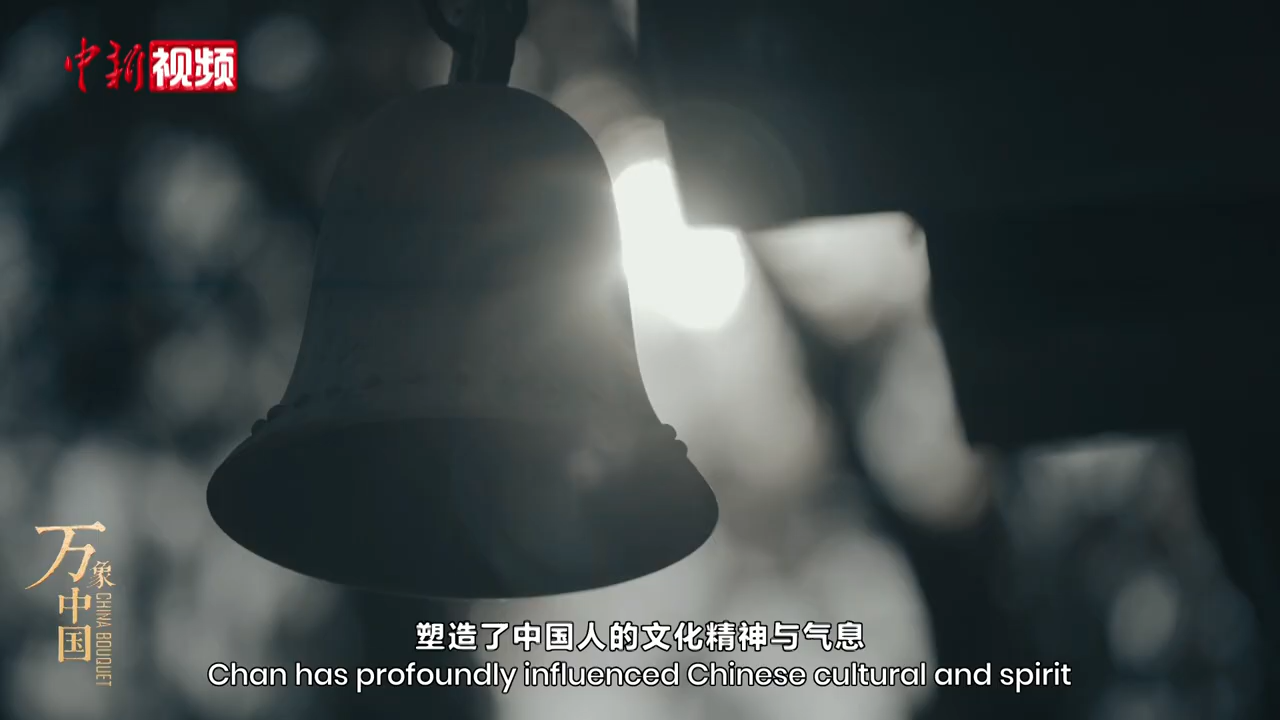 中新视频
万象中国
CHINA BOUQUET
塑造了中国人的文化精神与气息
Chan has profoundly influenced Chinese cultural and spirit